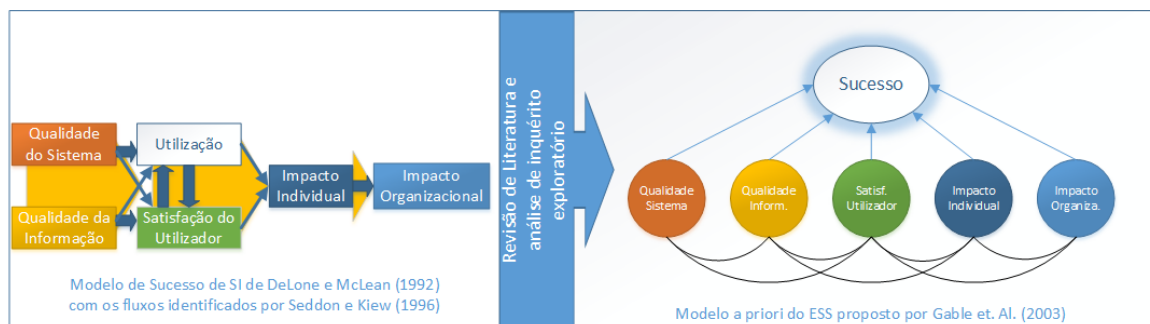 Qualidade
do Sistema
Utilização
Qualidade da
Informação
Satisfação do
Utilizador
Impacto
Individual
Impacto
Organizacional
Modelo de Sucesso de SI de DeLone e McLean (1992)
com os fluxos identificados por Seddon e Kiew (1996)
Revisão de Literatura e
análise de inquérito
exploratório
Sucesso
Qualidade
Sistema
Qualidade
Inform.
Satisf.
Utilizador
Impacto
Individual
Impacto
Organiza.
Modelo a priori do ESS proposto por Gable et. Al. (2003)